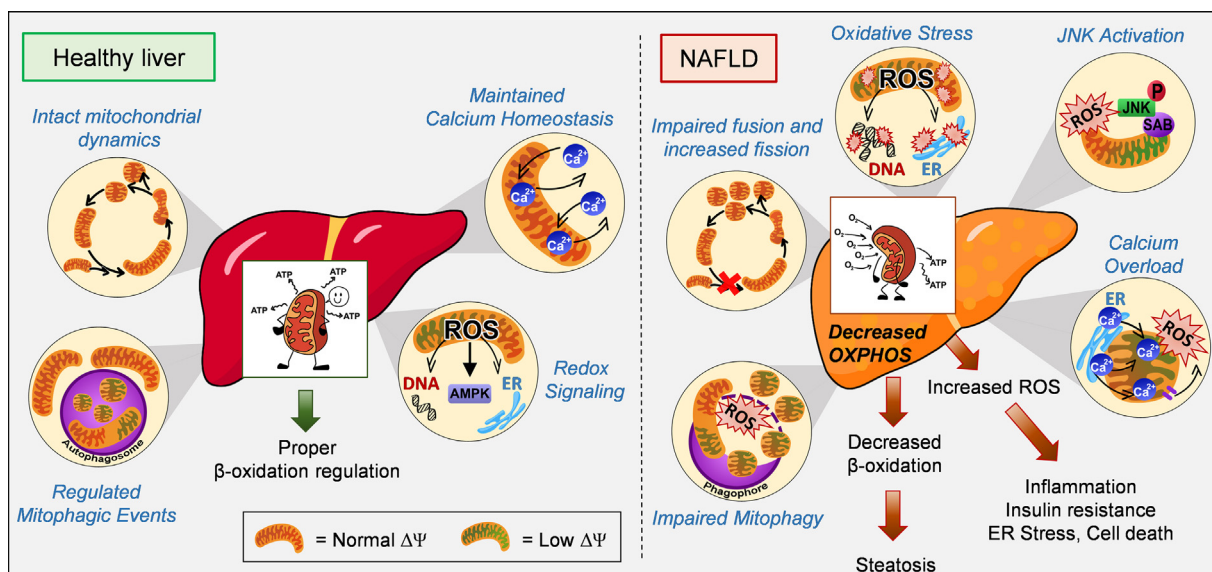 Healthy liver
Intact mitochondrial
dynamics
Maintained
Calcium Homeostasis
Ca²⁺
Ca²⁺
Ca²⁺
Ca²⁺
ATP
ATP
ATP
ATP
ATP
Autophagosome
Regulated
Mitophagic Events
ROS
DNA
AMPK
ER
Redox
Signaling
Proper
β-oxidation regulation
= Normal ΔΨ
= Low ΔΨ
NAFLD
Oxidative Stress
ROS
DNA
ER
JNK Activation
ROS
JNK
P
SAB
Impaired fusion and
increased fission
O₂
O₂
O₂
O₂
O₂
ATP
ATP
Decreased
OXPHOS
Calcium
Overload
ER
Ca²⁺
Ca²⁺
Ca²⁺
Ca²⁺
ROS
ROS
Phagophore
Impaired Mitophagy
Increased ROS
Decreased
β-oxidation
Steatosis
Inflammation
Insulin resistance
ER Stress, Cell death